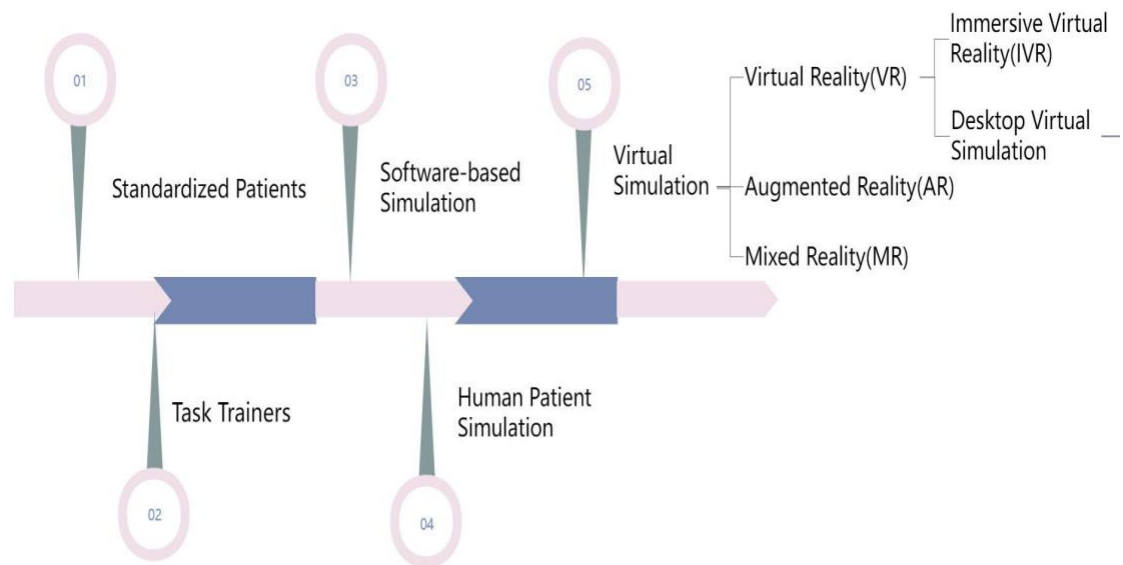 01
Standardized Patients
02
Task Trainers
03
Software-based
Simulation
04
Human Patient
Simulation
05
Virtual
Simulation
Virtual Reality(VR)
Immersive Virtual
Reality(IVR)
Desktop Virtual
Simulation
Augmented Reality(AR)
Mixed Reality(MR)